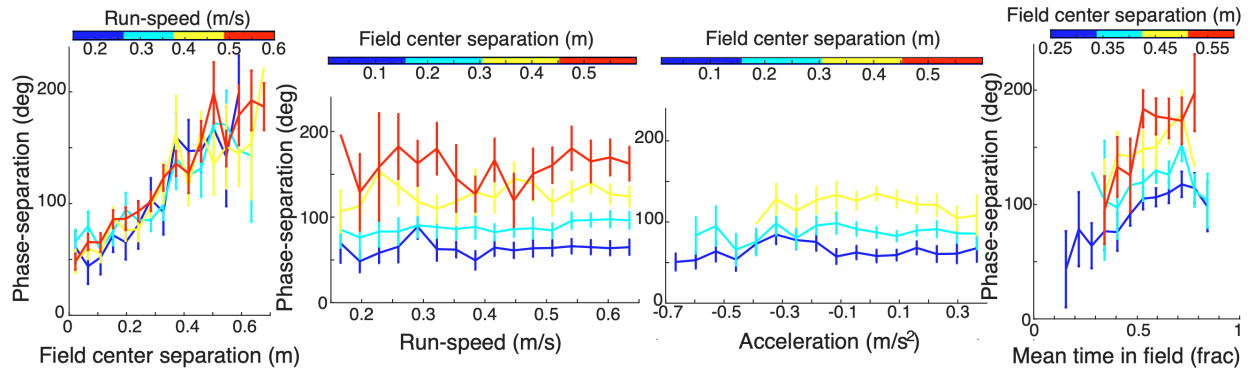 Run-speed (m/s)
0.2 0.3 0.4 0.5 0.6
Phase-separation (deg)
200
100
0
0 0.2 0.4 0.6
Field center separation (m)
Field center separation (m)
0.1 0.2 0.3 0.4 0.5
Phase-separation (deg)
200
100
0
0.2 0.3 0.4 0.5 0.6
Run-speed (m/s)
Field center separation (m)
0.1 0.2 0.3 0.4 0.5
Phase-separation (deg)
200
100
0
-0.7 -0.5 -0.3 -0.1 0.1 0.3
Acceleration (m/s²)
Field center separation (m)
0.25 0.35 0.45 0.55
Phase-separation (deg)
200
100
0
0 0.5 1
Mean time in field (frac)